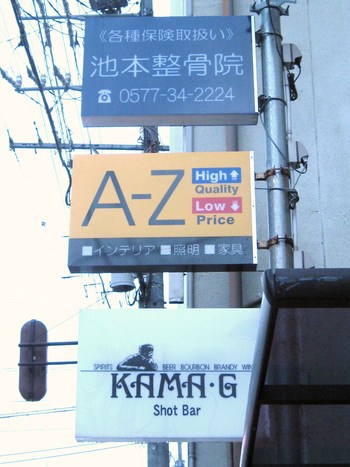 《各種保険取扱い》
池本整骨院
☎ 0577-34-2224
A-Z
High
Quality
Low
Price
■インテリア ■照明 ■家具
SPIRITS BEER BOURBON BRANDY WIN
KAMA·G
Shot Bar